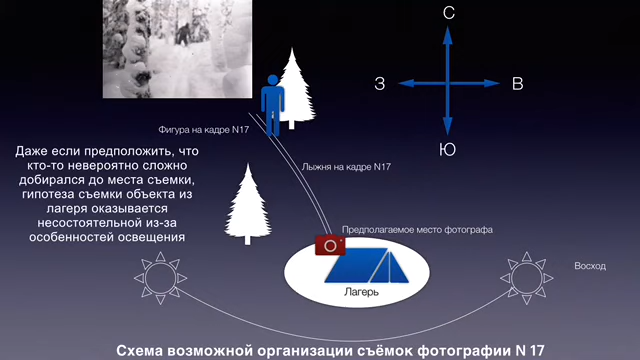 С
З
В
Ю
Фигура на кадре N17
Даже если предположить, что
кто-то невероятно сложно
добирался до места съемки,
гипотеза съемки объекта из
лагеря оказывается
несостоятельной из-за
особенностей освещения
Лыжня на кадре N17
Предполагаемое место фотографа
Восход
Лагерь
Схема возможной организации съёмок фотографии N 17